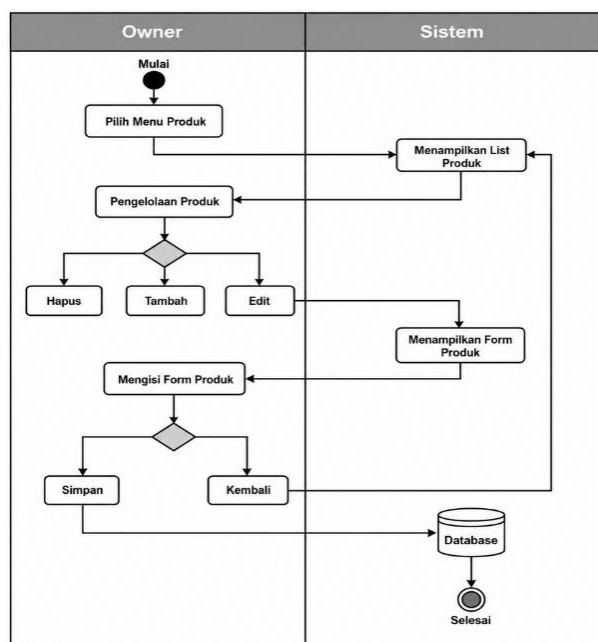 Owner
Sistem
Mulai
Pilih Menu Produk
Menampilkan List
Produk
Pengelolaan Produk
Hapus
Tambah
Edit
Menampilkan Form
Produk
Mengisi Form Produk
Simpan
Kembali
Database
Selesai